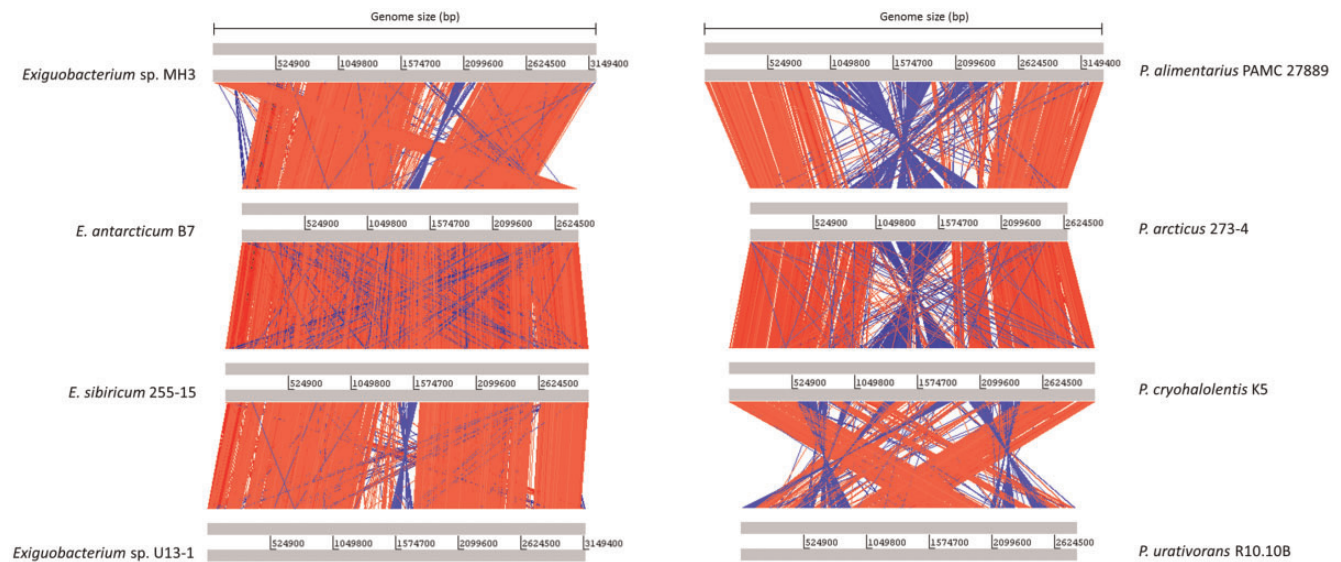 Genome size (bp)
524900 1049800 1574700 2099600 2624500 3149400
Exiguobacterium sp. MH3
524900 1049800 1574700 2099600 2624500
E. antarcticum B7
524900 1049800 1574700 2099600 2624500
E. sibiricum 255-15
524900 1049800 1574700 2099600 2624500 3149400
Exiguobacterium sp. U13-1
Genome size (bp)
524900 1049800 1574700 2099600 2624500 3149400
P. alimentarius PAMC 27889
524900 1049800 1574700 2099600 2624500
P. arcticus 273-4
524900 1049800 1574700 2099600 2624500
P. cryohalolentis K5
524900 1049800 1574700 2099600 2624500
P. urativorans R10.10B